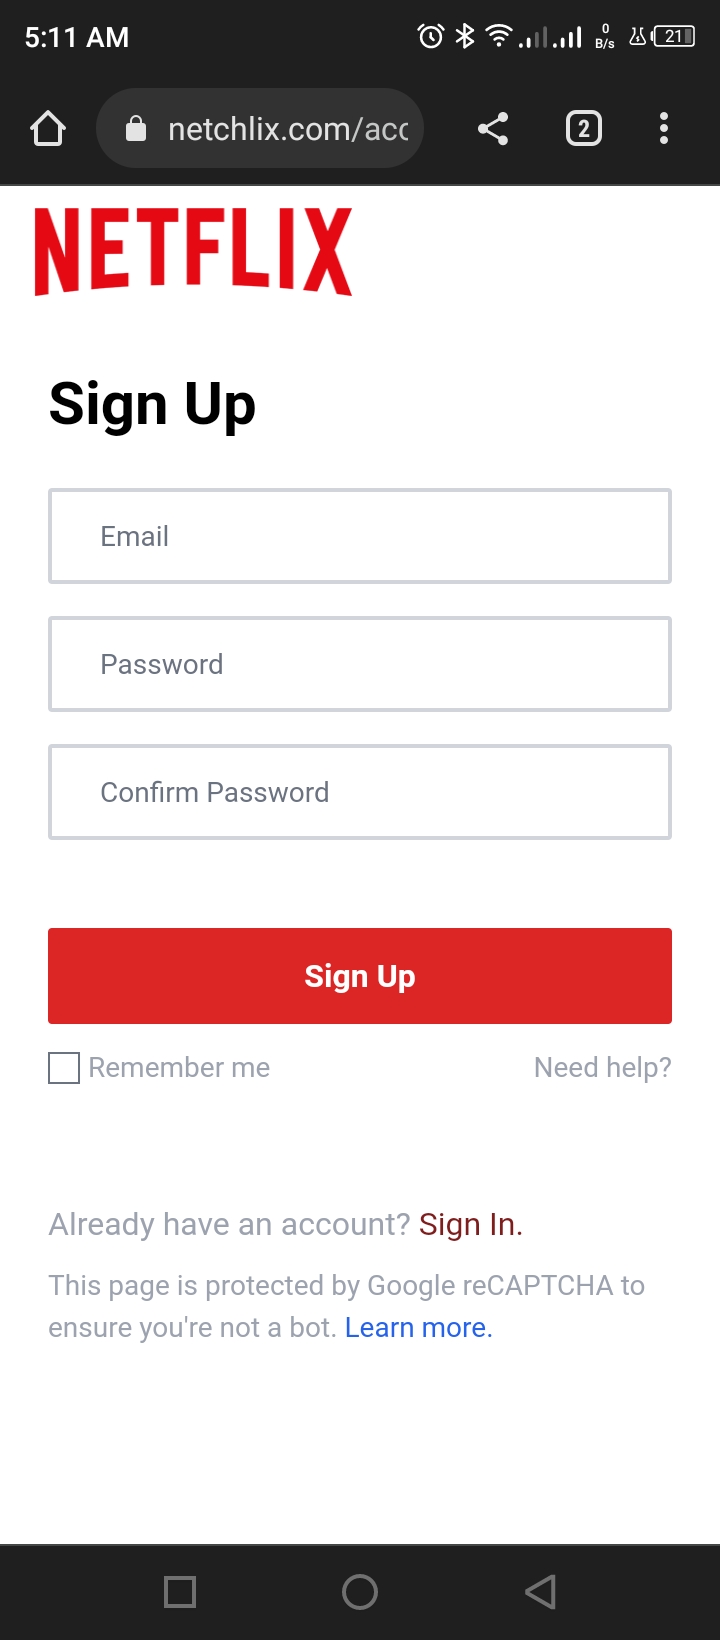 5:11 AM
0
B/s
21
netchlix.com/acc
2
NETFLIX
Sign Up
Email
Password
Confirm Password
Sign Up
Remember me
Need help?
Already have an account? Sign In.
This page is protected by Google reCAPTCHA to
ensure you're not a bot. Learn more.